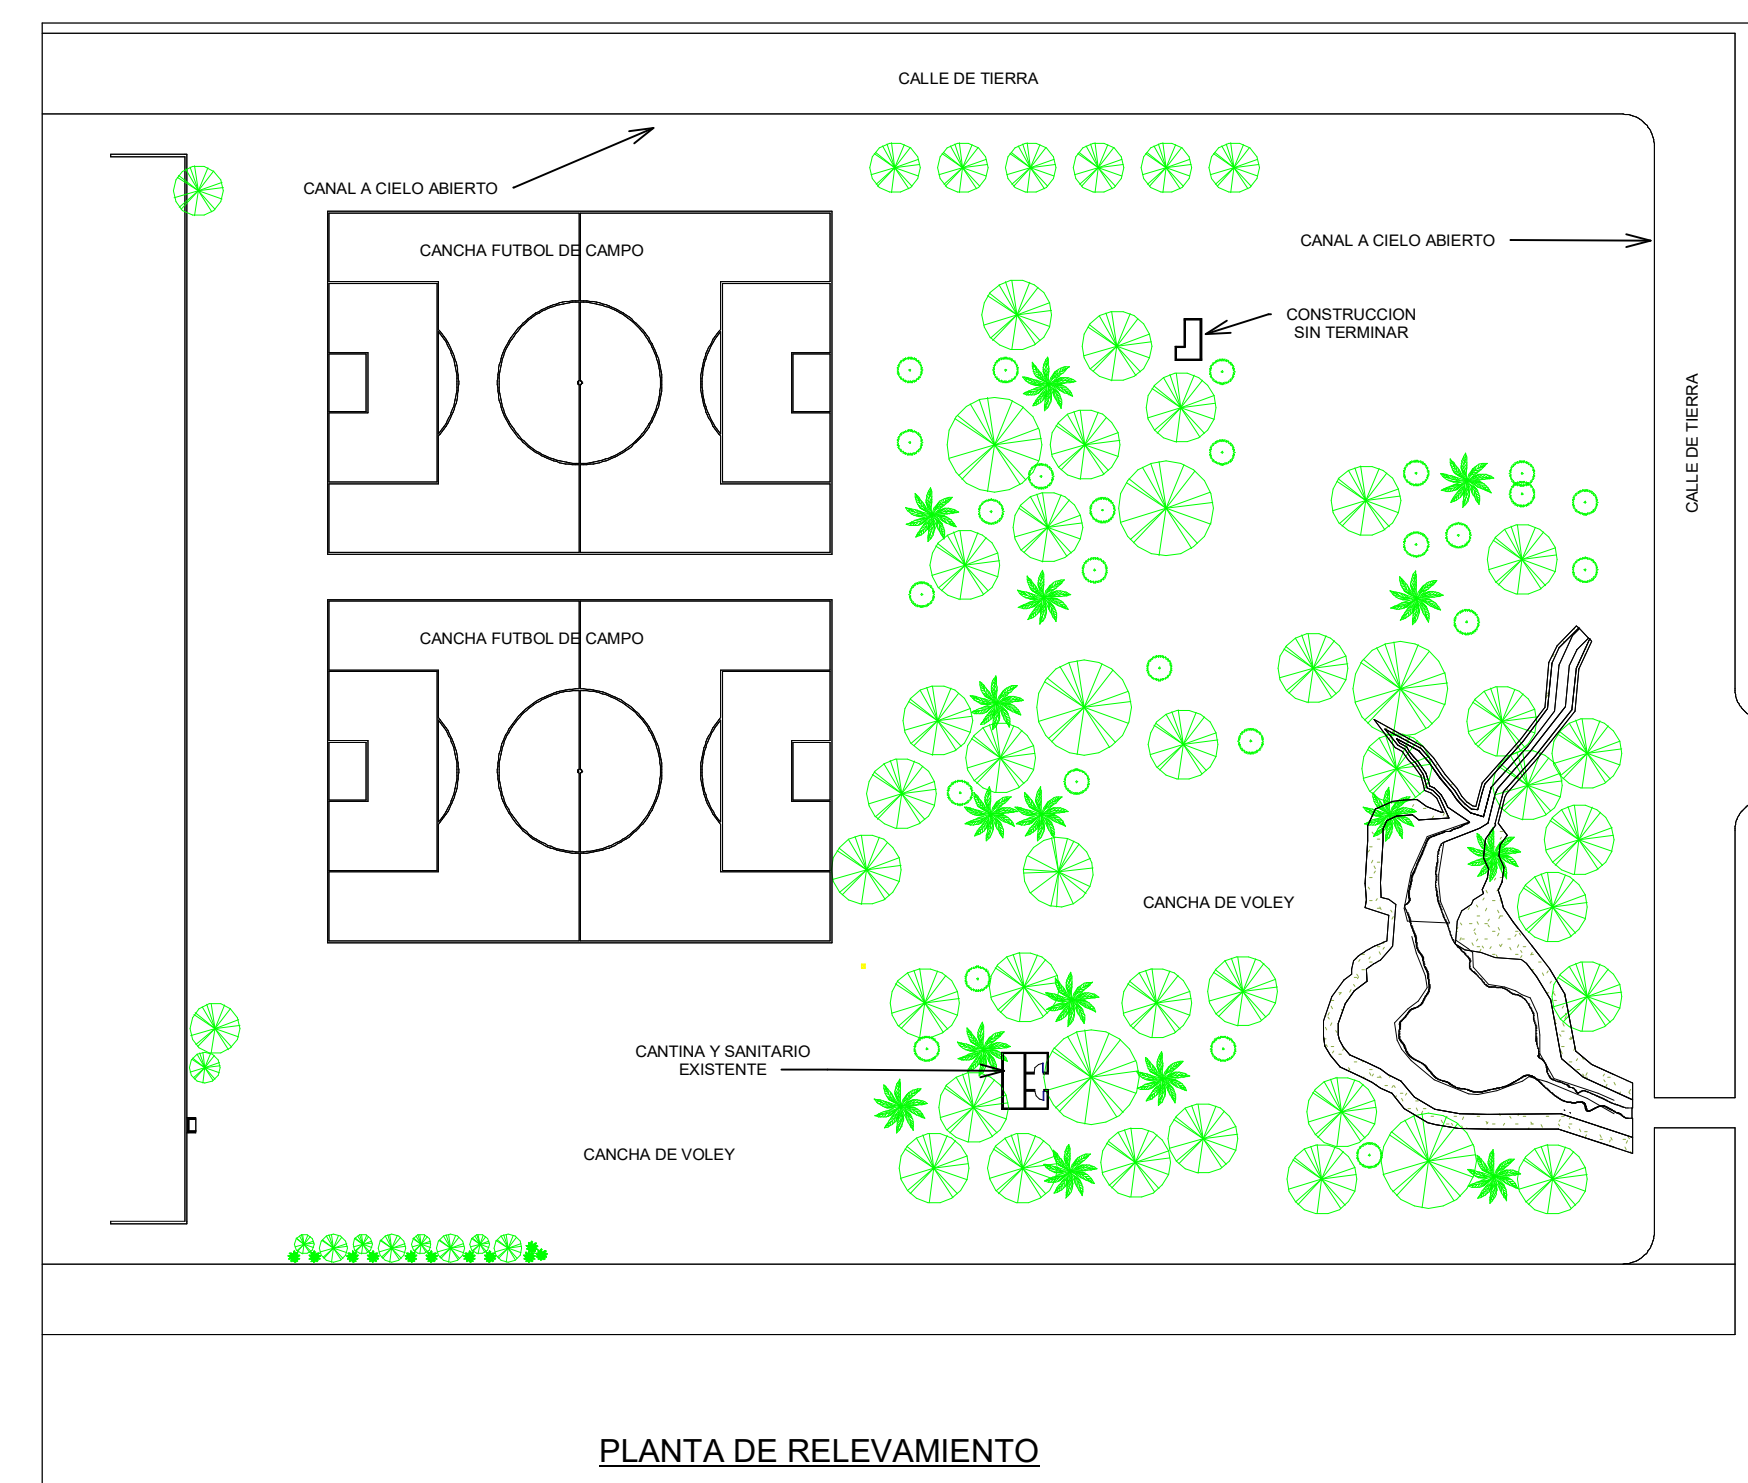 CALLE DE TIERRA
CANAL A CIELO ABIERTO
CANCHA FUTBOL DE CAMPO
CANAL A CIELO ABIERTO
CONSTRUCCION
SIN TERMINAR
CALLE DE TIERRA
CANCHA FUTBOL DE CAMPO
CANCHA DE VOLEY
CANTINA Y SANITARIO
EXISTENTE
CANCHA DE VOLEY
PLANTA DE RELEVAMIENTO